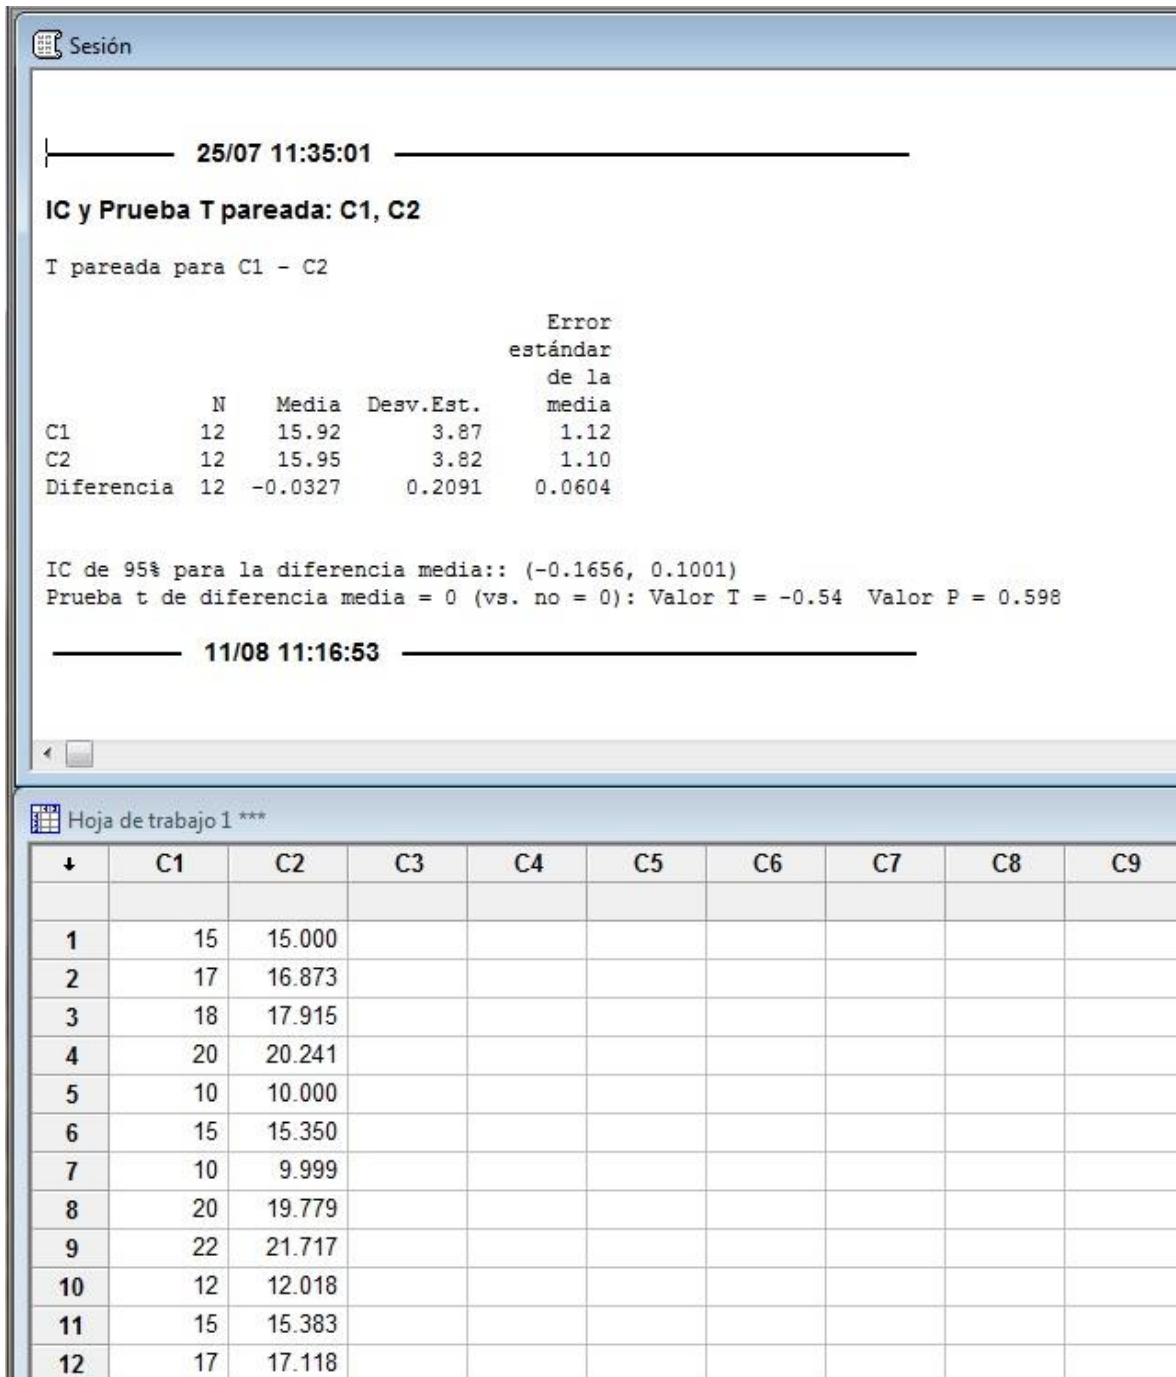 Sesión
25/07 11:35:01
IC y Prueba T pareada: C1, C2
T pareada para C1 - C2
Error
estándar
de la
N Media Desv.Est. media
C1 12 15.92 3.87 1.12
C2 12 15.95 3.82 1.10
Diferencia 12 -0.0327 0.2091 0.0604
IC de 95% para la diferencia media:: (-0.1656, 0.1001)
Prueba t de diferencia media = 0 (vs. no = 0): Valor T = -0.54 Valor P = 0.598
11/08 11:16:53
Hoja de trabajo 1 ***
C1 C2 C3 C4 C5 C6 C7 C8 C9
1 15 15.000
2 17 16.873
3 18 17.915
4 20 20.241
5 10 10.000
6 15 15.350
7 10 9.999
8 20 19.779
9 22 21.717
10 12 12.018
11 15 15.383
12 17 17.118